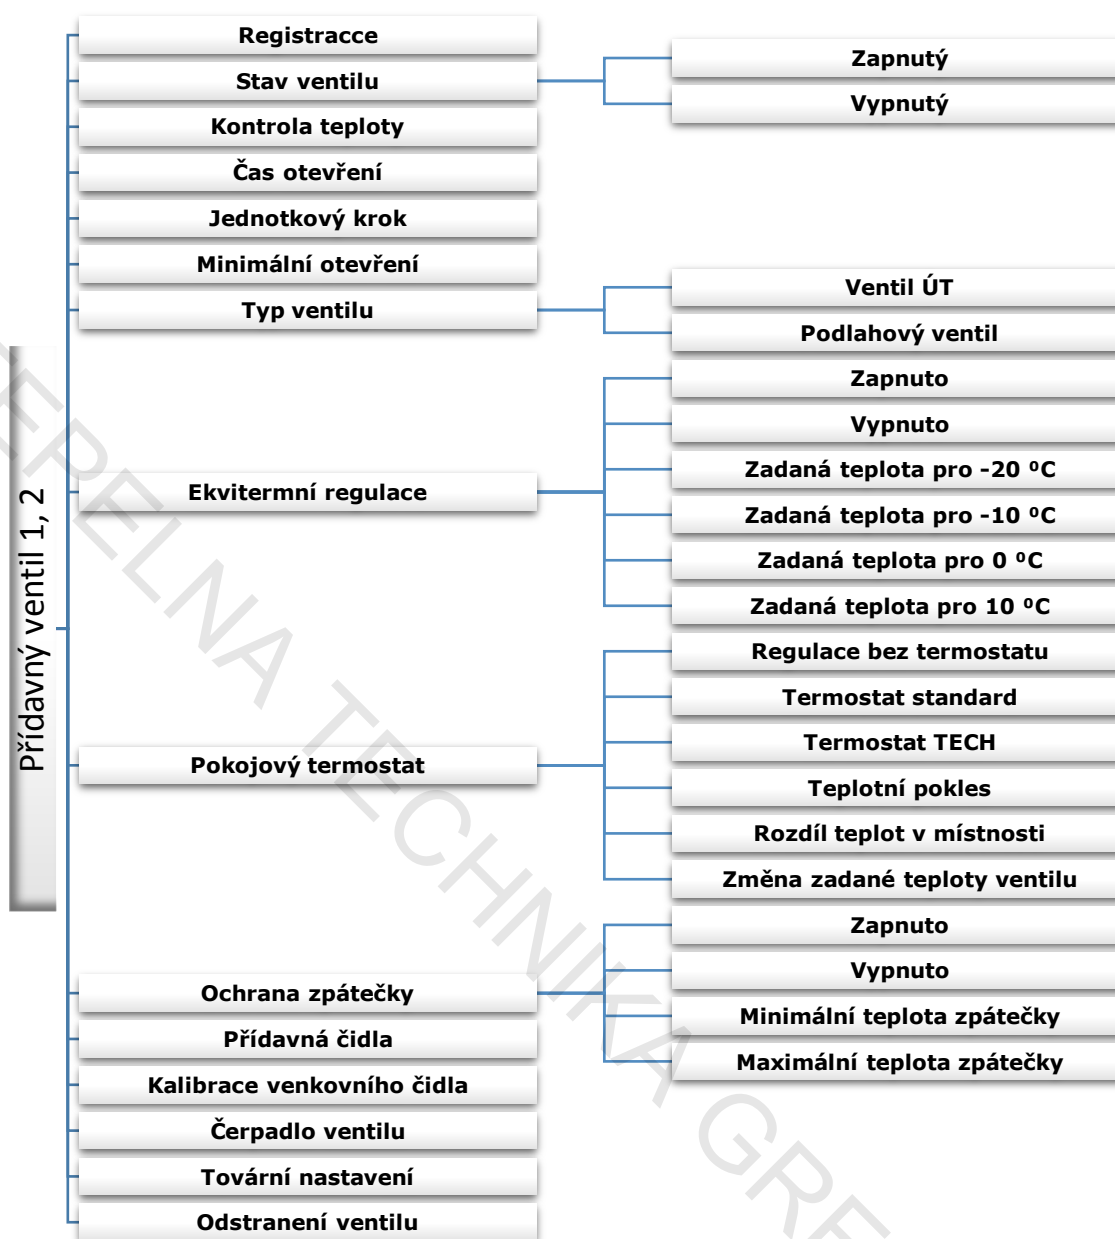 Přídavný ventil 1, 2
Registracce
Stav ventilu
Zapnutý
Vypnutý
Kontrola teploty
Čas otevření
Jednotkový krok
Minimální otevření
Typ ventilu
Ventil ÚT
Podlahový ventil
Ekvitermní regulace
Zapnuto
Vypnuto
Zadaná teplota pro -20 ºC
Zadaná teplota pro -10 ºC
Zadaná teplota pro 0 ºC
Zadaná teplota pro 10 ºC
Pokojový termostat
Regulace bez termostatu
Termostat standard
Termostat TECH
Teplotní pokles
Rozdíl teplot v místnosti
Změna zadané teploty ventilu
Ochrana zpátečky
Zapnuto
Vypnuto
Minimální teplota zpátečky
Maximální teplota zpátečky
Přídavná čidla
Kalibrace venkovního čidla
Čerpadlo ventilu
Tovární nastavení
Odstranení ventilu
TEPELNA TECHNIKA